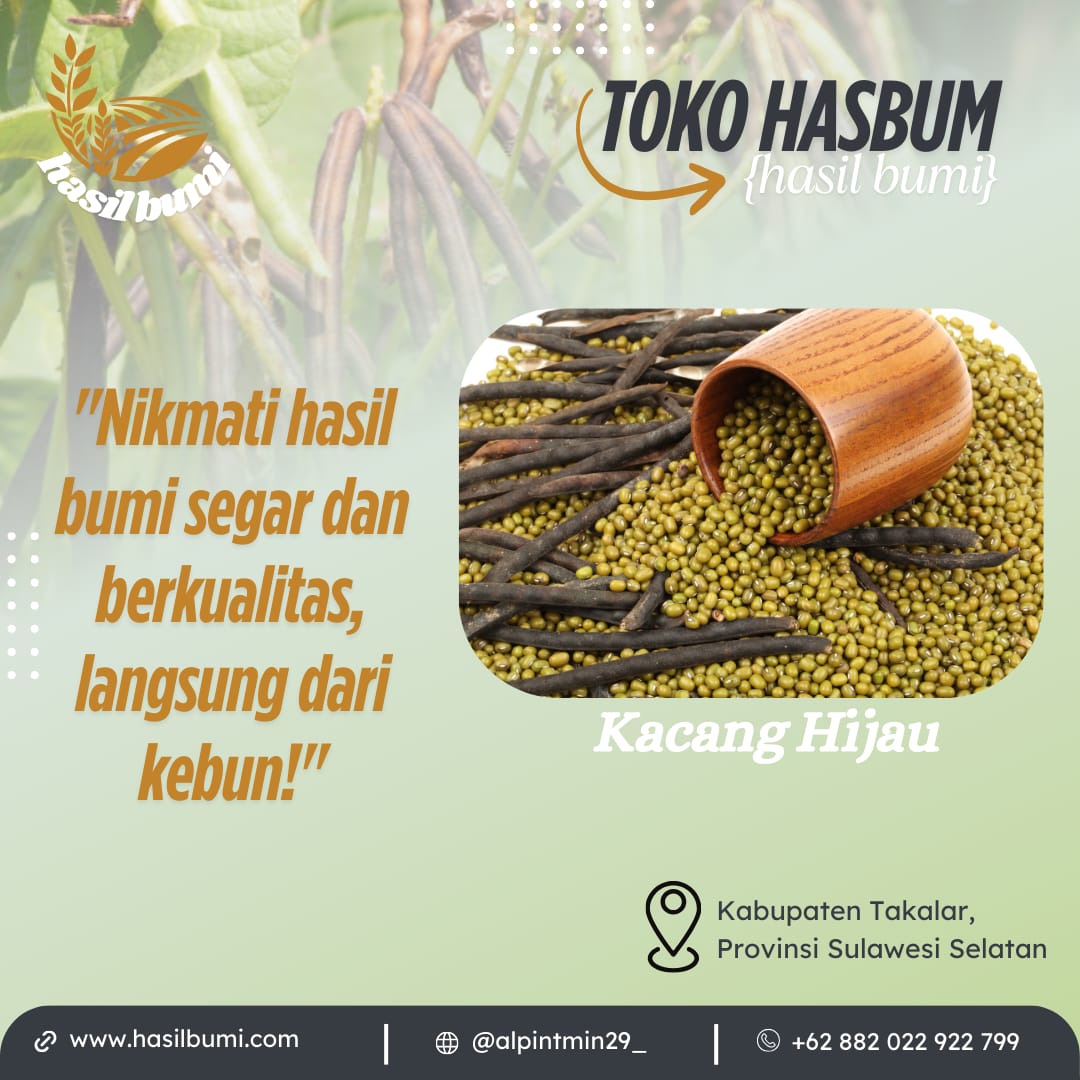 hasil bumi
TOKO HASBUM
{hasil bumi}
"Nikmati hasil
bumi segar dan
berkualitas,
langsung dari
kebun!"
Kacang Hijau
Kabupaten Takalar,
Provinsi Sulawesi Selatan
www.hasilbumi.com
@alpintmin29_
+62 882 022 922 799